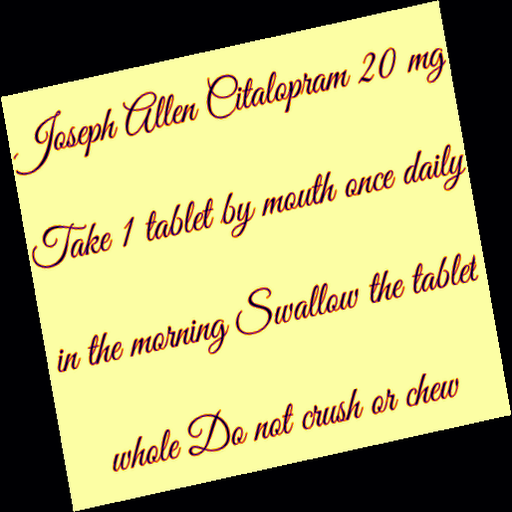 Joseph Allen Citalopram 20 mg
Take 1 tablet by mouth once daily
in the morning Swallow the tablet
whole Do not crush or chew